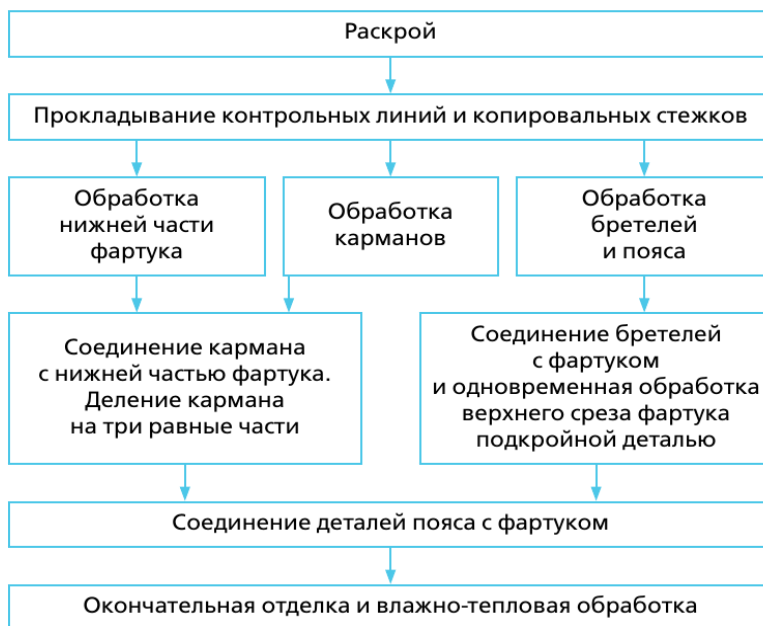 Раскрой
Прокладывание контрольных линий и копировальных стежков
Обработка
нижней части
фартука
Обработка
карманов
Обработка
бретелей
и пояса
Соединение кармана
с нижней частью фартука.
Деление кармана
на три равные части
Соединение бретелей
с фартуком
и одновременная обработка
верхнего среза фартука
подкройной деталью
Соединение деталей пояса с фартуком
Окончательная отделка и влажно-тепловая обработка